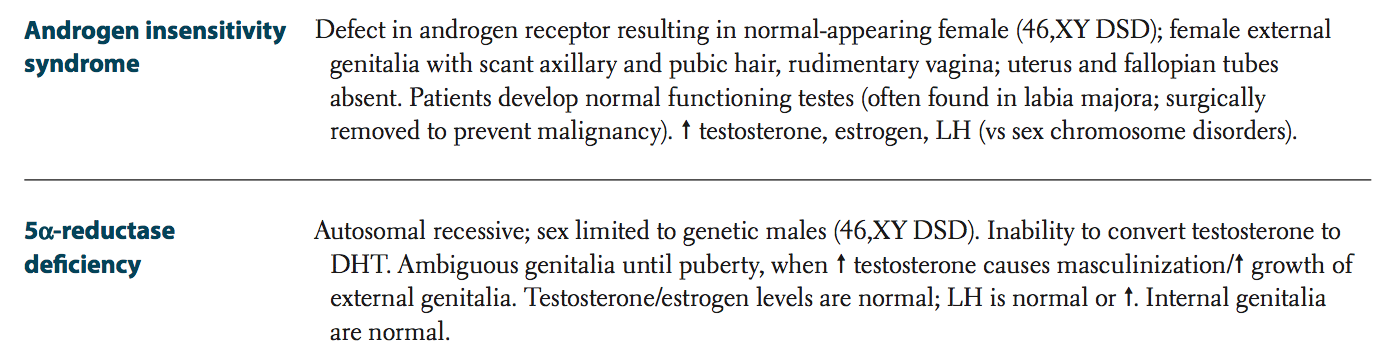 Androgen insensitivity
syndrome
Defect in androgen receptor resulting in normal-appearing female (46,XY DSD); female external
genitalia with scant axillary and pubic hair, rudimentary vagina; uterus and fallopian tubes
absent. Patients develop normal functioning testes (often found in labia majora; surgically
removed to prevent malignancy). ↑ testosterone, estrogen, LH (vs sex chromosome disorders).
5α-reductase
deficiency
Autosomal recessive; sex limited to genetic males (46,XY DSD). Inability to convert testosterone to
DHT. Ambiguous genitalia until puberty, when ↑ testosterone causes masculinization/↑ growth of
external genitalia. Testosterone/estrogen levels are normal; LH is normal or ↑. Internal genitalia
are normal.